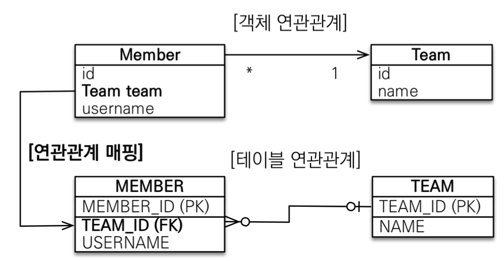 [객체 연관관계]
Member
id
Team team
username
* 1
Team
id
name
[연관관계 매핑]
[테이블 연관관계]
MEMBER
MEMBER_ID (PK)
TEAM_ID (FK)
USERNAME
TEAM
TEAM_ID (PK)
NAME